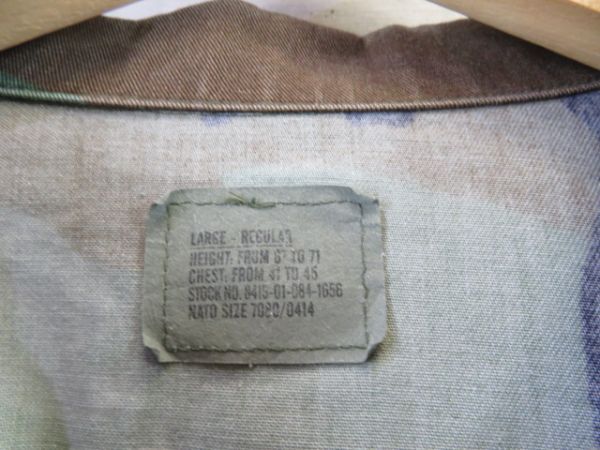 LARGE - REGULAR
HEIGHT: FROM 67 TO 71
CHEST: FROM 41 TO 45
STOCK NO. 8415-01-084-1656
NATO SIZE 7080/0414